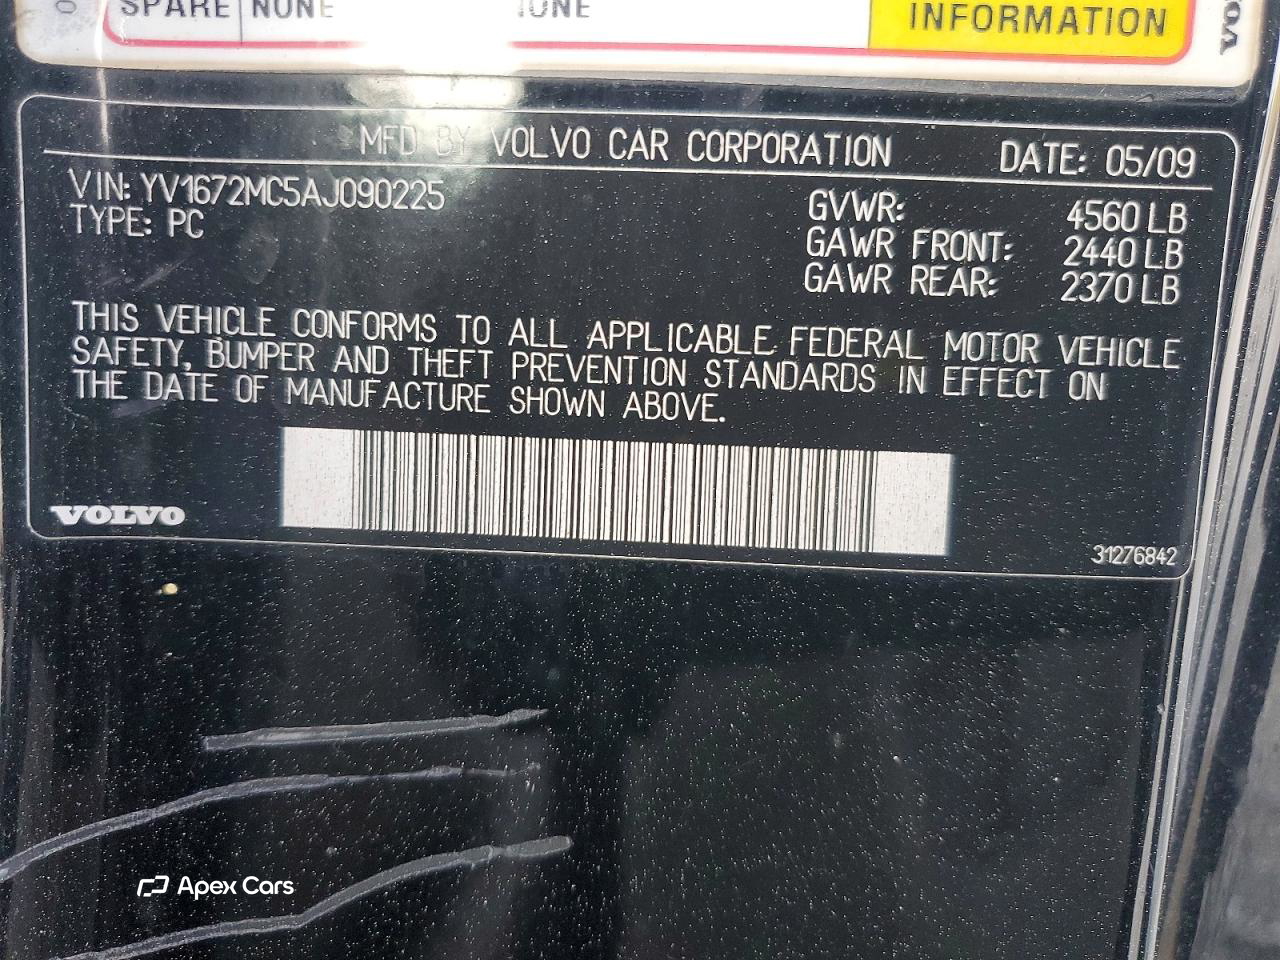 SPARE NONE
INFORMATION
MFD BY VOLVO CAR CORPORATION DATE: 05/09
VIN: YV1672MC5AJ090225
TYPE: PC
GVWR: 4560 LB
GAWR FRONT: 2440 LB
GAWR REAR: 2370 LB
THIS VEHICLE CONFORMS TO ALL APPLICABLE FEDERAL MOTOR VEHICLE
SAFETY, BUMPER AND THEFT PREVENTION STANDARDS IN EFFECT ON
THE DATE OF MANUFACTURE SHOWN ABOVE.
VOLVO
31276842
Apex Cars